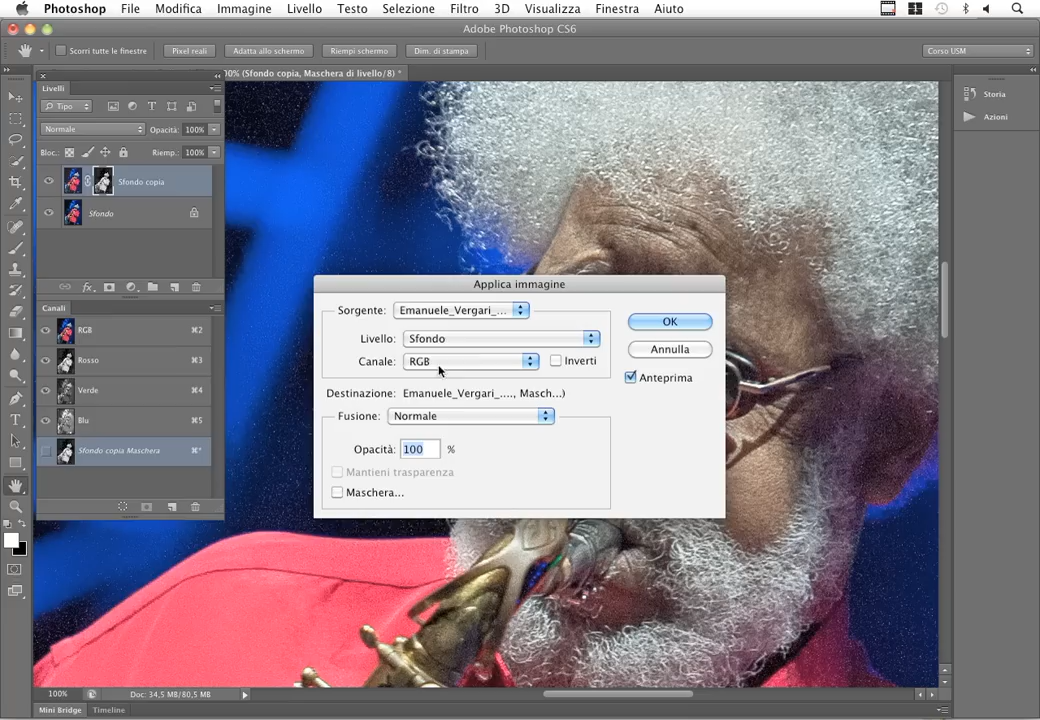 Photoshop File Modifica Immagine Livello Testo Selezione Filtro 3D Visualizza Finestra Aiuto
Adobe Photoshop CS6
Scorri tutte le finestre Pixel reali Adatta allo schermo Riempi schermo Dim. di stampa Corso USM
00% (Sfondo copia, Maschera di livello/8) *
Livelli
Tipo
Normale Opacità: 100%
Bloc.: Riemp.: 100%
Sfondo copia
Sfondo
Canali
RGB ⌘2
Rosso ⌘3
Verde ⌘4
Blu ⌘5
Sfondo copia Maschera ⌘*
Storia
Azioni
Applica immagine
Sorgente: Emanuele_Vergari_...
Livello: Sfondo
Canale: RGB Inverti
Destinazione: Emanuele_Vergari_...., Masch...)
Fusione: Normale
Opacità: 100 %
Mantieni trasparenza
Maschera...
OK
Annulla
Anteprima
100% Doc: 34,5 MB/80,5 MB
Mini Bridge Timeline